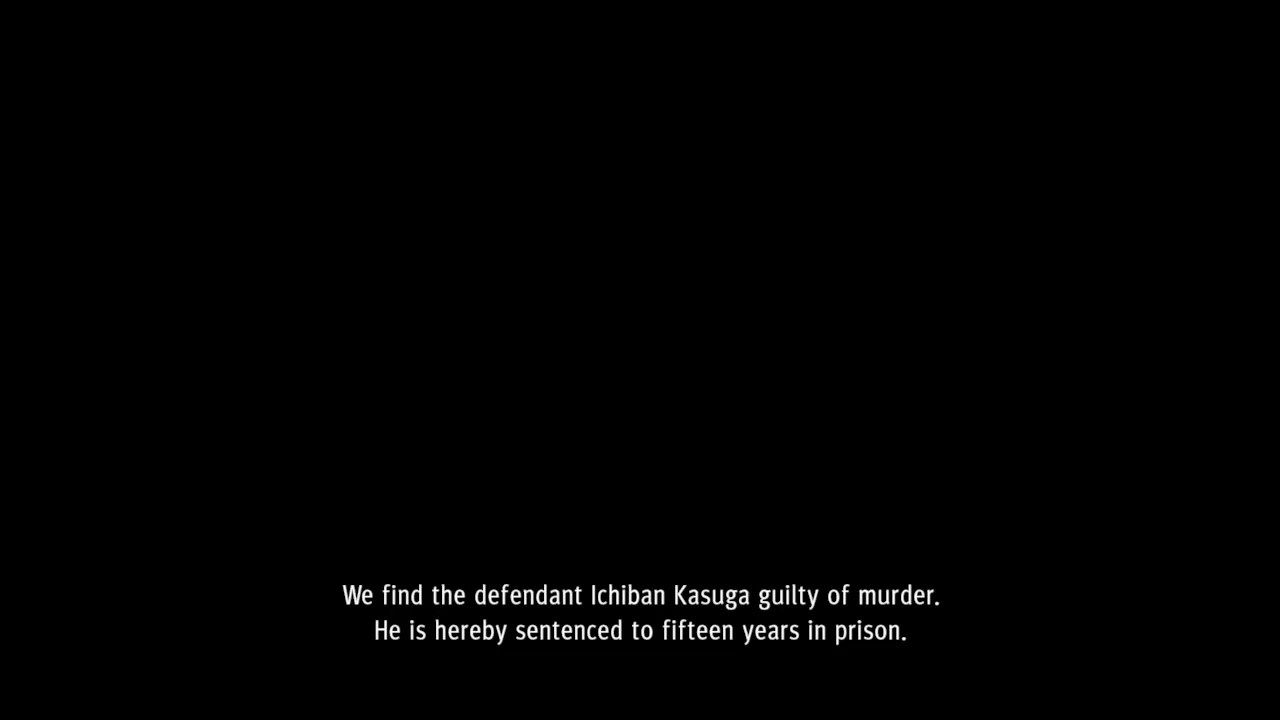 We find the defendant Ichiban Kasuga guilty of murder.
He is hereby sentenced to fifteen years in prison.